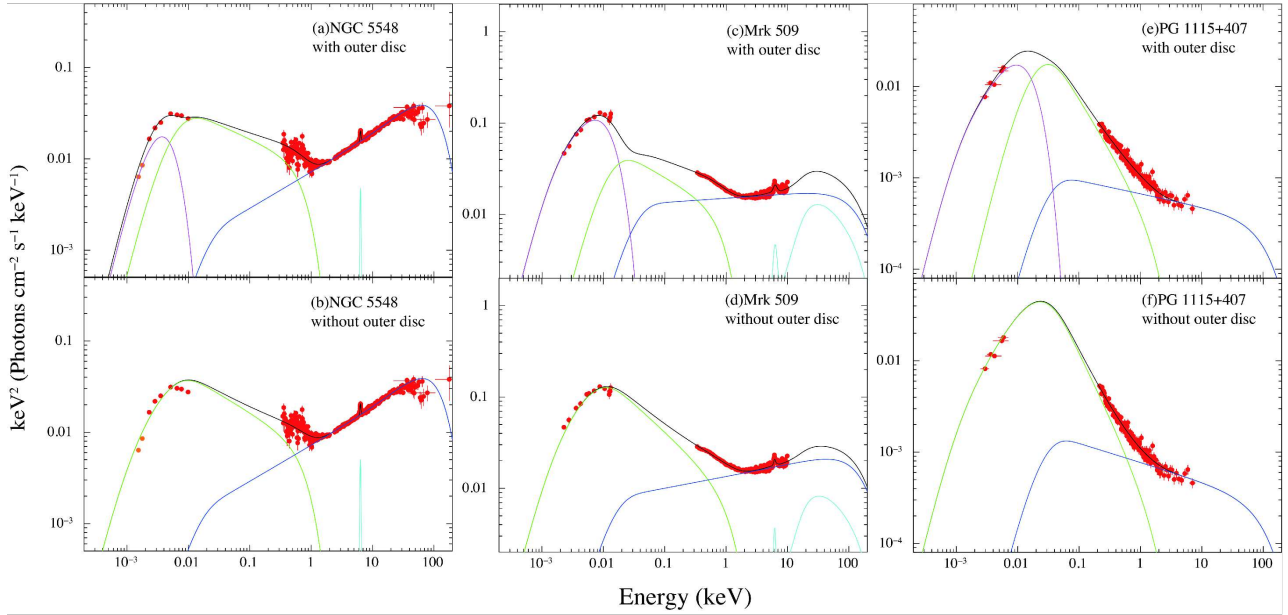 (a)NGC 5548
with outer disc
0.1
0.01
10⁻³
(c)Mrk 509
with outer disc
1
0.1
0.01
(e)PG 1115+407
with outer disc
0.01
10⁻³
10⁻⁴
(b)NGC 5548
without outer disc
0.1
0.01
10⁻³
10⁻³ 0.01 0.1 1 10 100
(d)Mrk 509
without outer disc
1
0.1
0.01
10⁻³ 0.01 0.1 1 10 100
(f)PG 1115+407
without outer disc
0.01
10⁻³
10⁻⁴
10⁻³ 0.01 0.1 1 10 100
keV² (Photons cm⁻² s⁻¹ keV⁻¹)
Energy (keV)